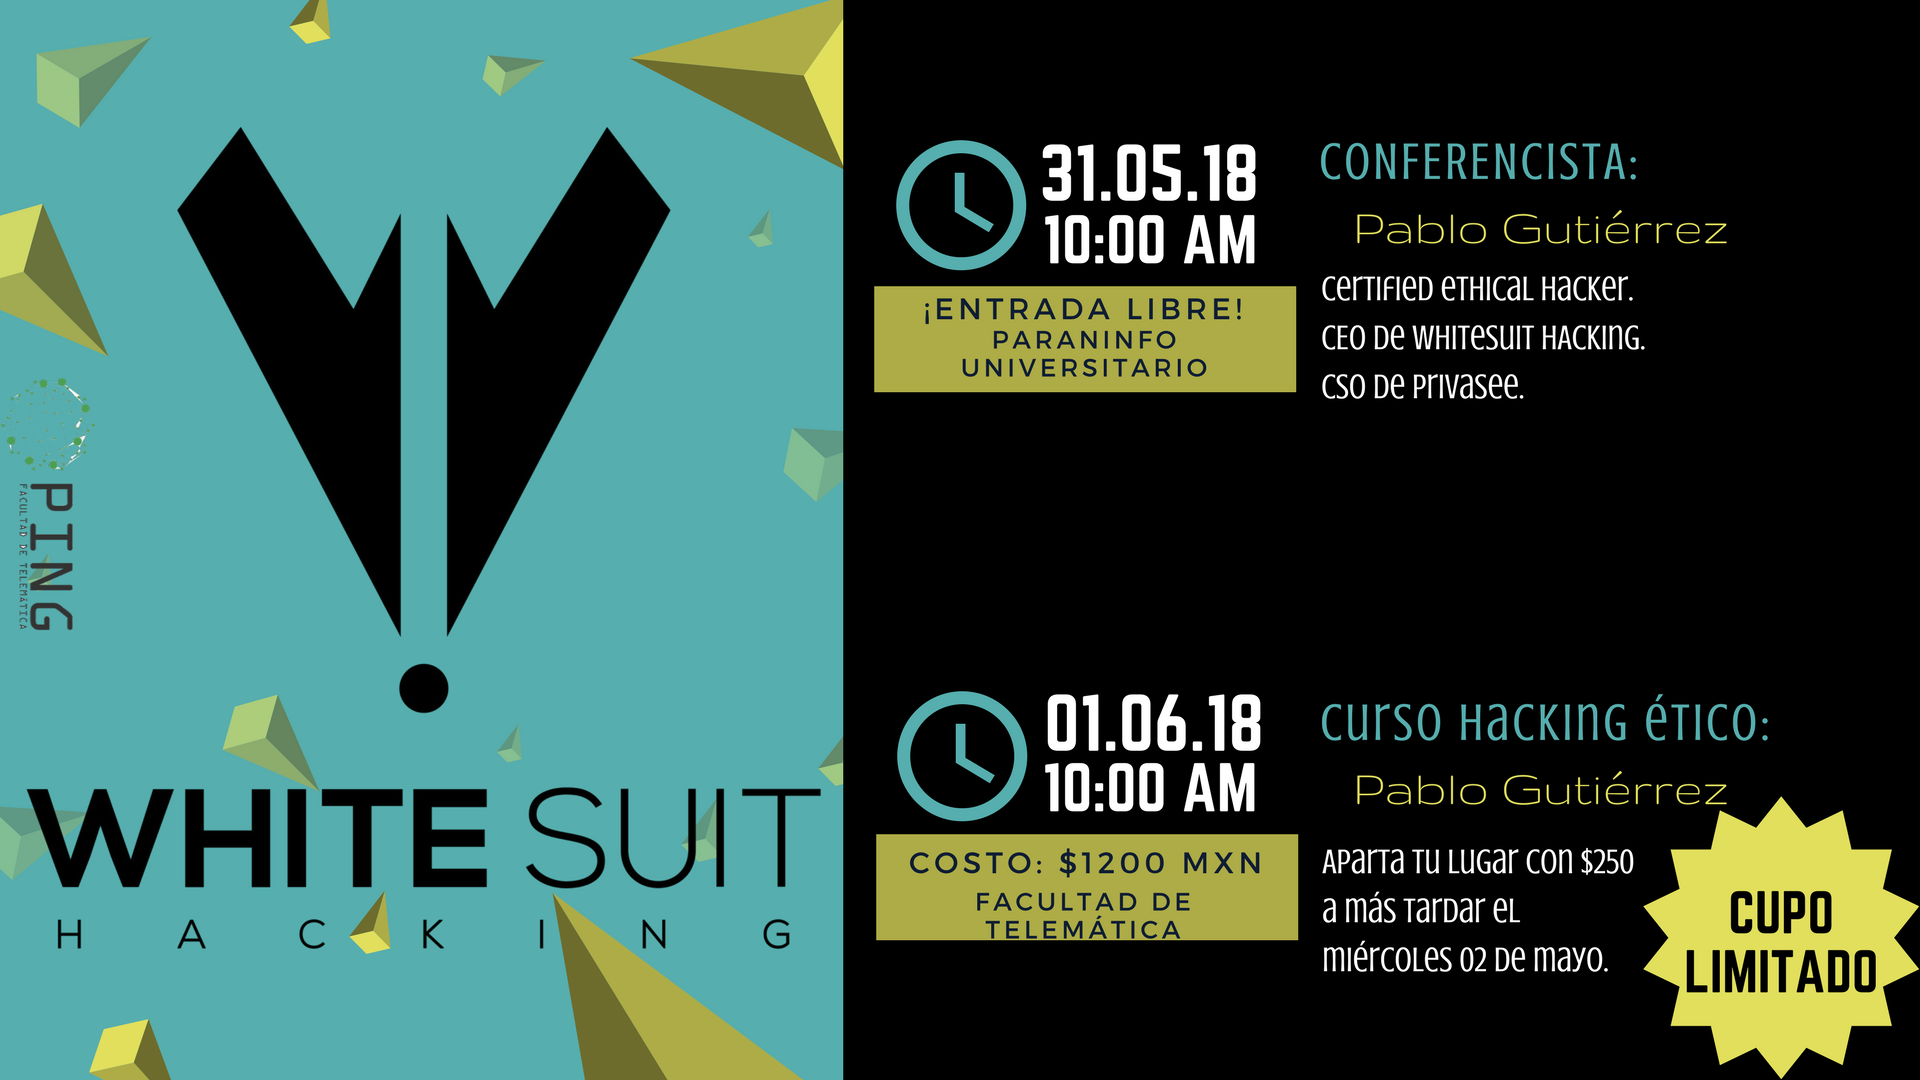 PING
FACULTAD DE TELEMÁTICA
WHITE SUIT
HACKING
31.05.18
10:00 AM
¡ENTRADA LIBRE!
PARANINFO
UNIVERSITARIO
CONFERENCISTA:
Pablo Gutiérrez
Certified Ethical Hacker.
CEO de WhiteSuit Hacking.
CSO de Privasee.
01.06.18
10:00 AM
COSTO: $1200 MXN
FACULTAD DE
TELEMÁTICA
Curso Hacking Ético:
Pablo Gutiérrez
Aparta tu lugar con $250
a más tardar el
miércoles 02 de mayo.
CUPO
LIMITADO